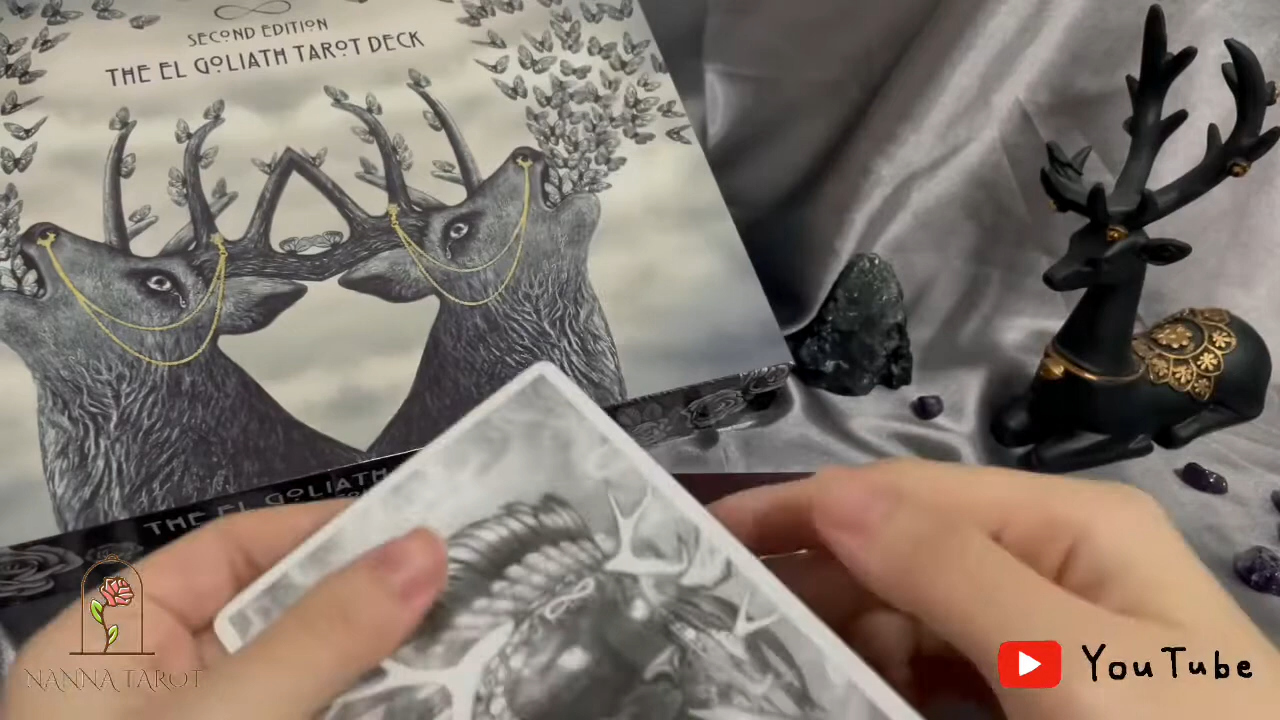 SECOND EDITION
THE EL GOLIATH TAROT DECK
THE EL GOLIATH
NANNA TAROT
YouTube